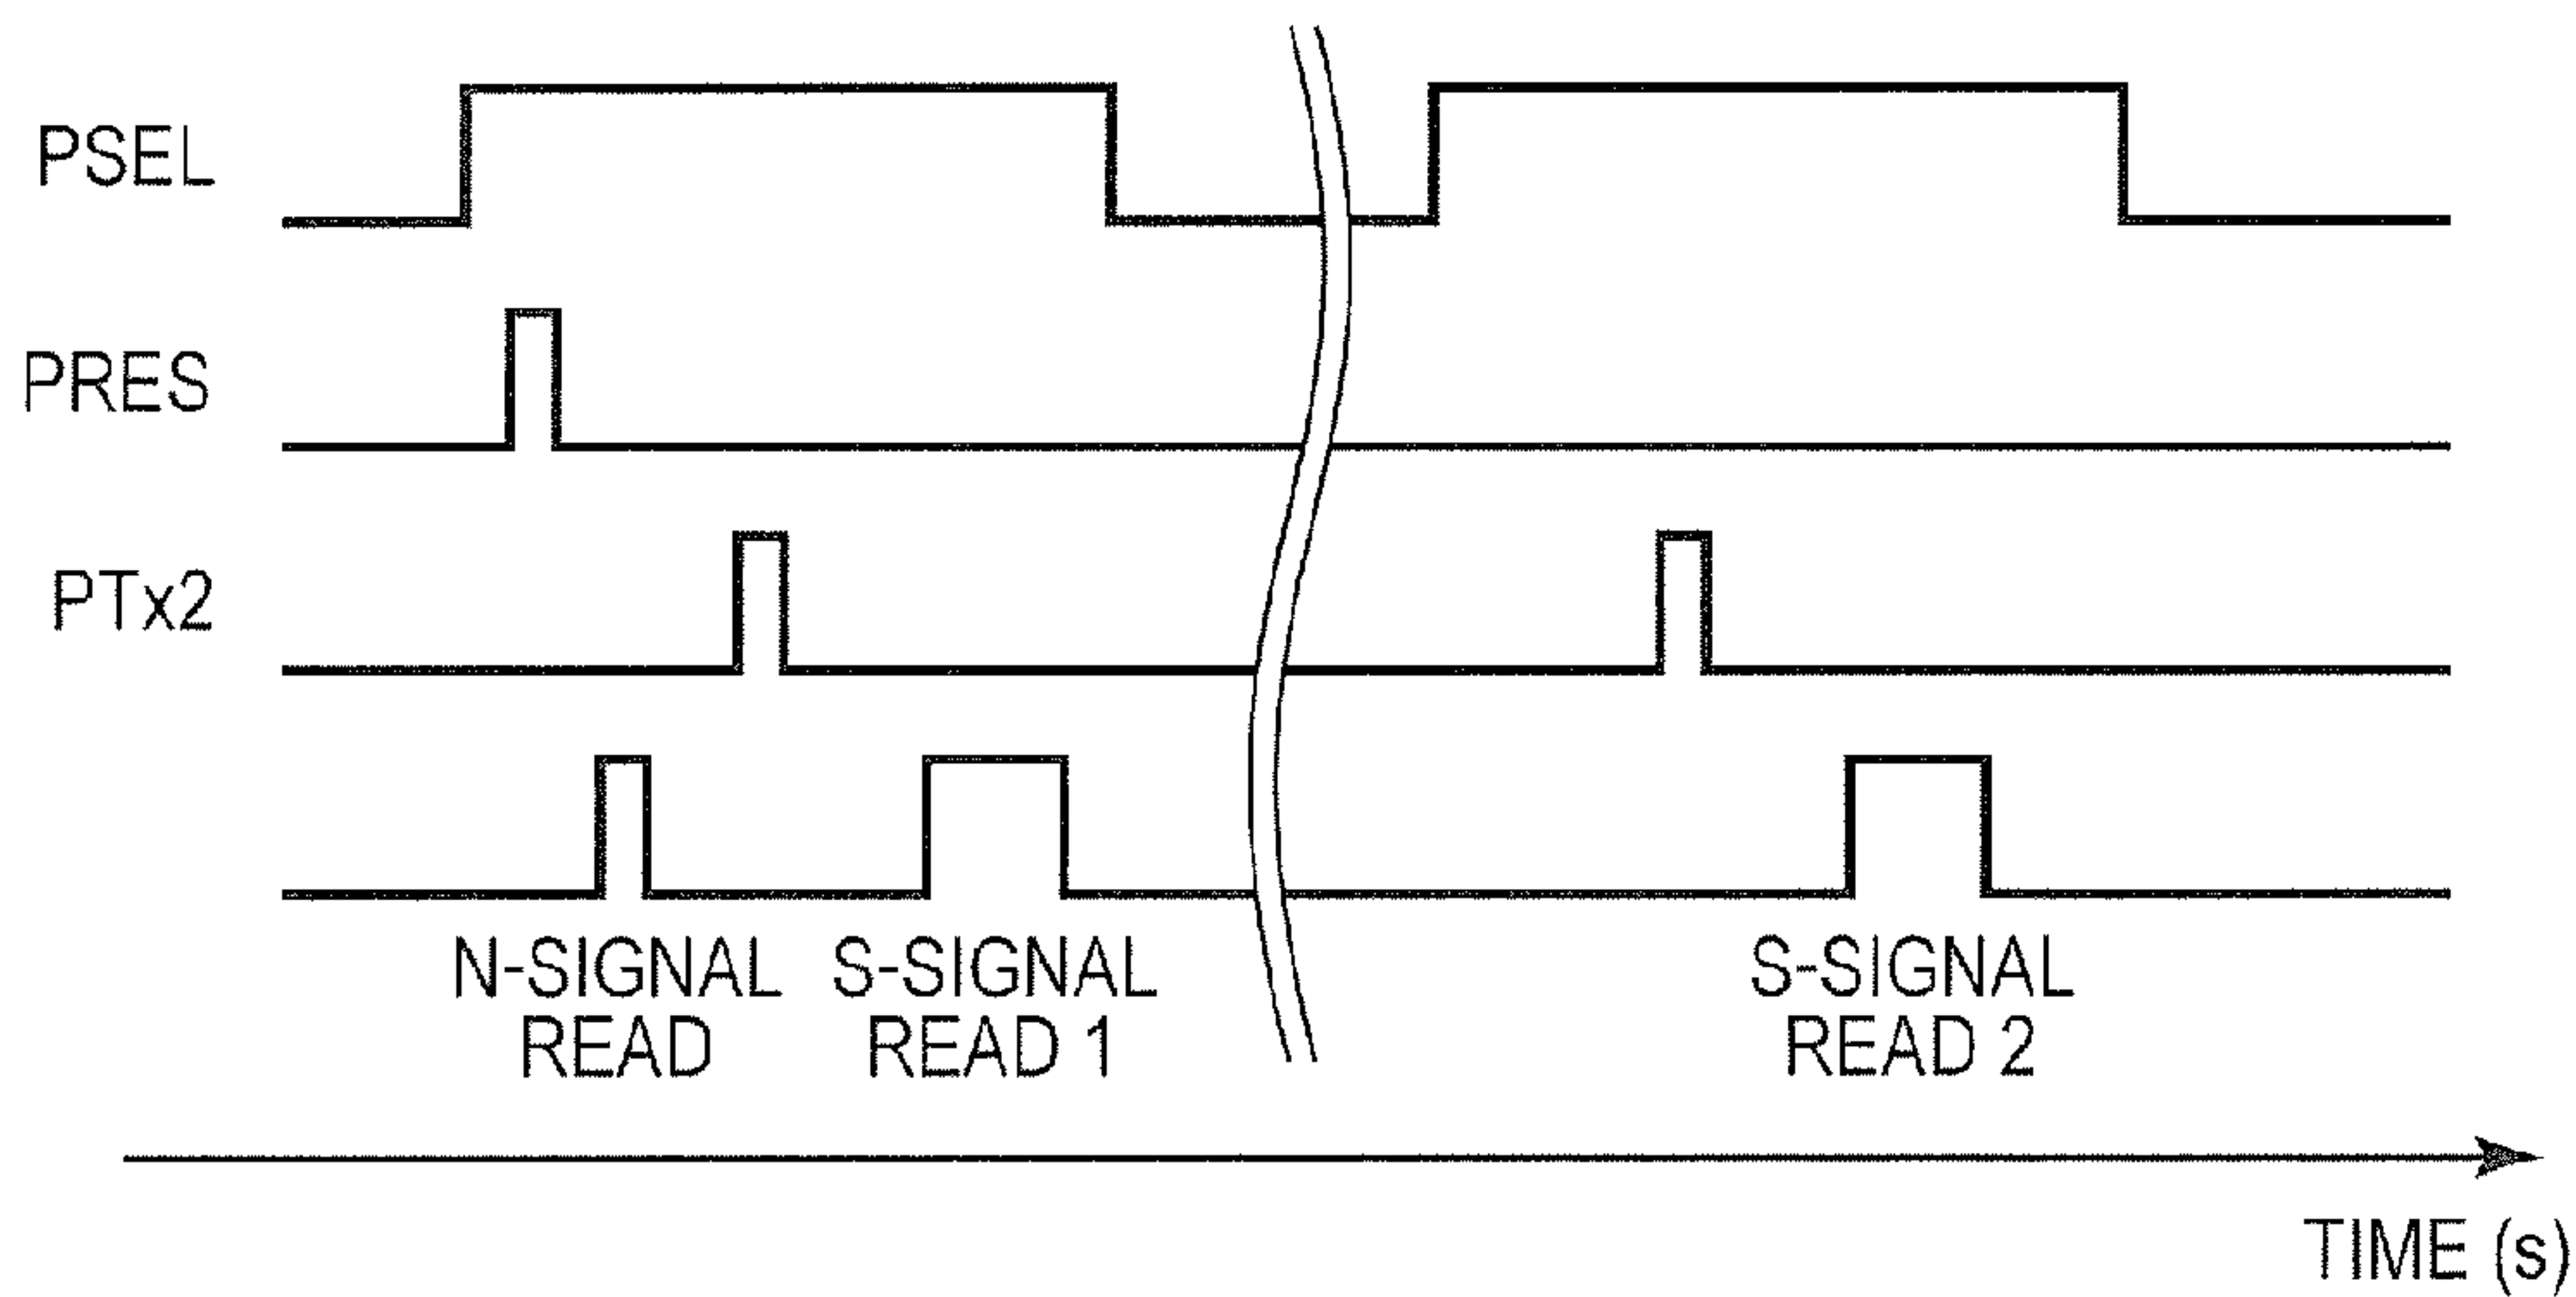 PSEL
PRES
PTx2
N-SIGNAL READ
S-SIGNAL READ 1
S-SIGNAL READ 2
TIME (s)